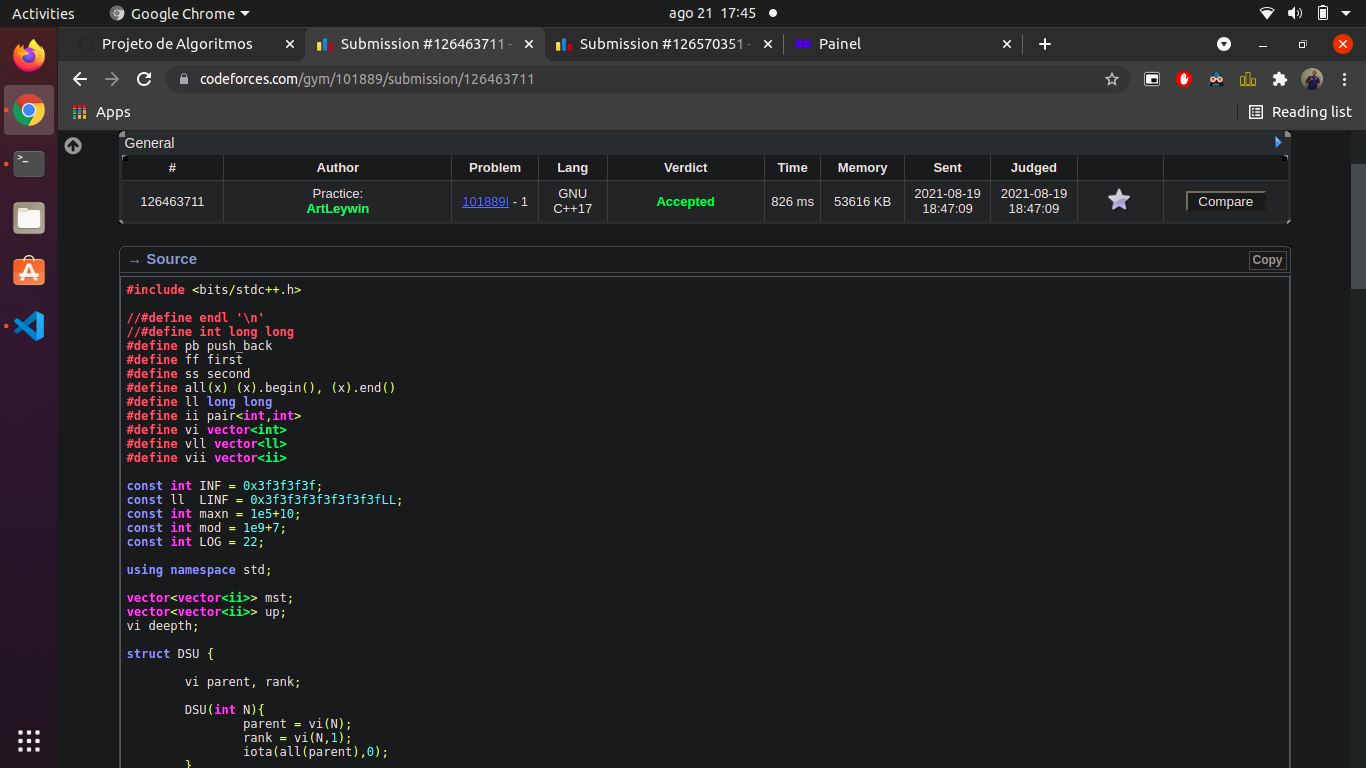 Activities
Google Chrome
ago 21 17:45
Projeto de Algoritmos
Submission #126463711 -
Submission #126570351 -
Painel
codeforces.com/gym/101889/submission/126463711
Apps
Reading list
General
# Author Problem Lang Verdict Time Memory Sent Judged
126463711 Practice: ArtLeywin 101889I - 1 GNU C++17 Accepted 826 ms 53616 KB 2021-08-19 18:47:09 2021-08-19 18:47:09 Compare
→ Source
Copy
#include <bits/stdc++.h>
//#define endl '\n'
//#define int long long
#define pb push_back
#define ff first
#define ss second
#define all(x) (x).begin(), (x).end()
#define ll long long
#define ii pair<int,int>
#define vi vector<int>
#define vll vector<ll>
#define vii vector<ii>
const int INF = 0x3f3f3f3f;
const ll  LINF = 0x3f3f3f3f3f3f3f3fLL;
const int maxn = 1e5+10;
const int mod = 1e9+7;
const int LOG = 22;
using namespace std;
vector<vector<ii>> mst;
vector<vector<ii>> up;
vi deepth;
struct DSU {
vi parent, rank;
DSU(int N){
parent = vi(N);
rank = vi(N,1);
iota(all(parent),0);
}